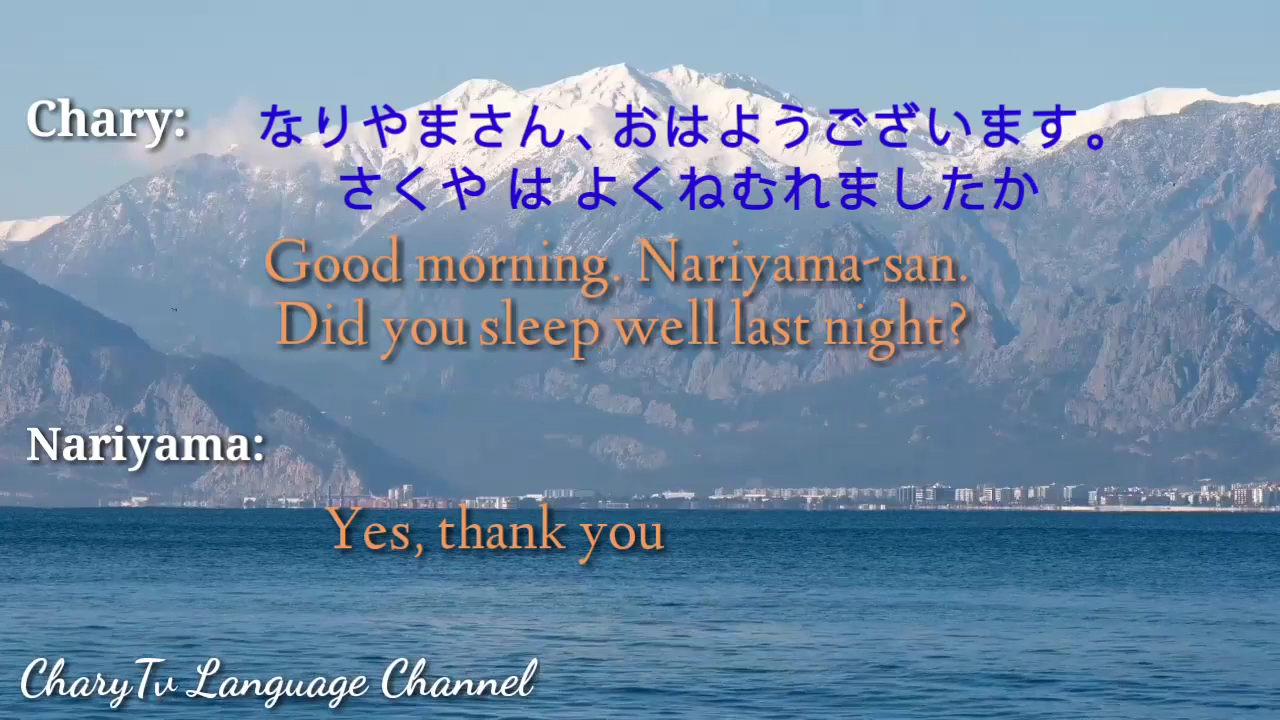 Chary:
なりやまさん、おはようございます。
さくや は よくねむれましたか
Good morning. Nariyama-san.
Did you sleep well last night?
Nariyama:
Yes, thank you
CharyTv Language Channel